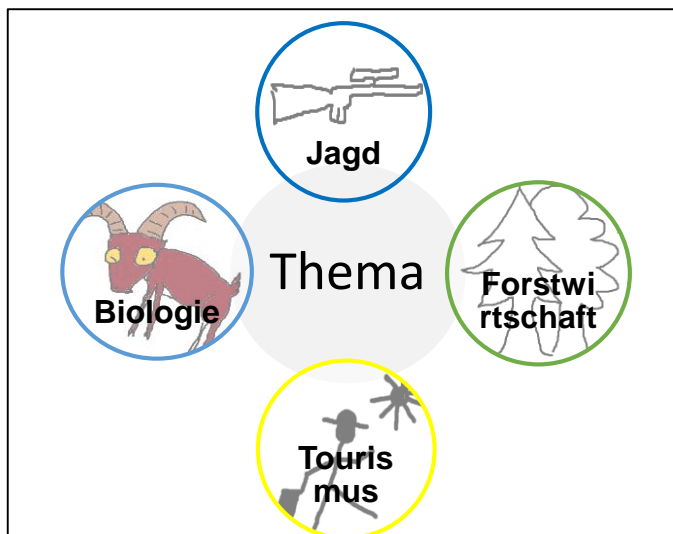 Jagd
Biologie
Thema
Forstwi
rtschaft
Touris
mus